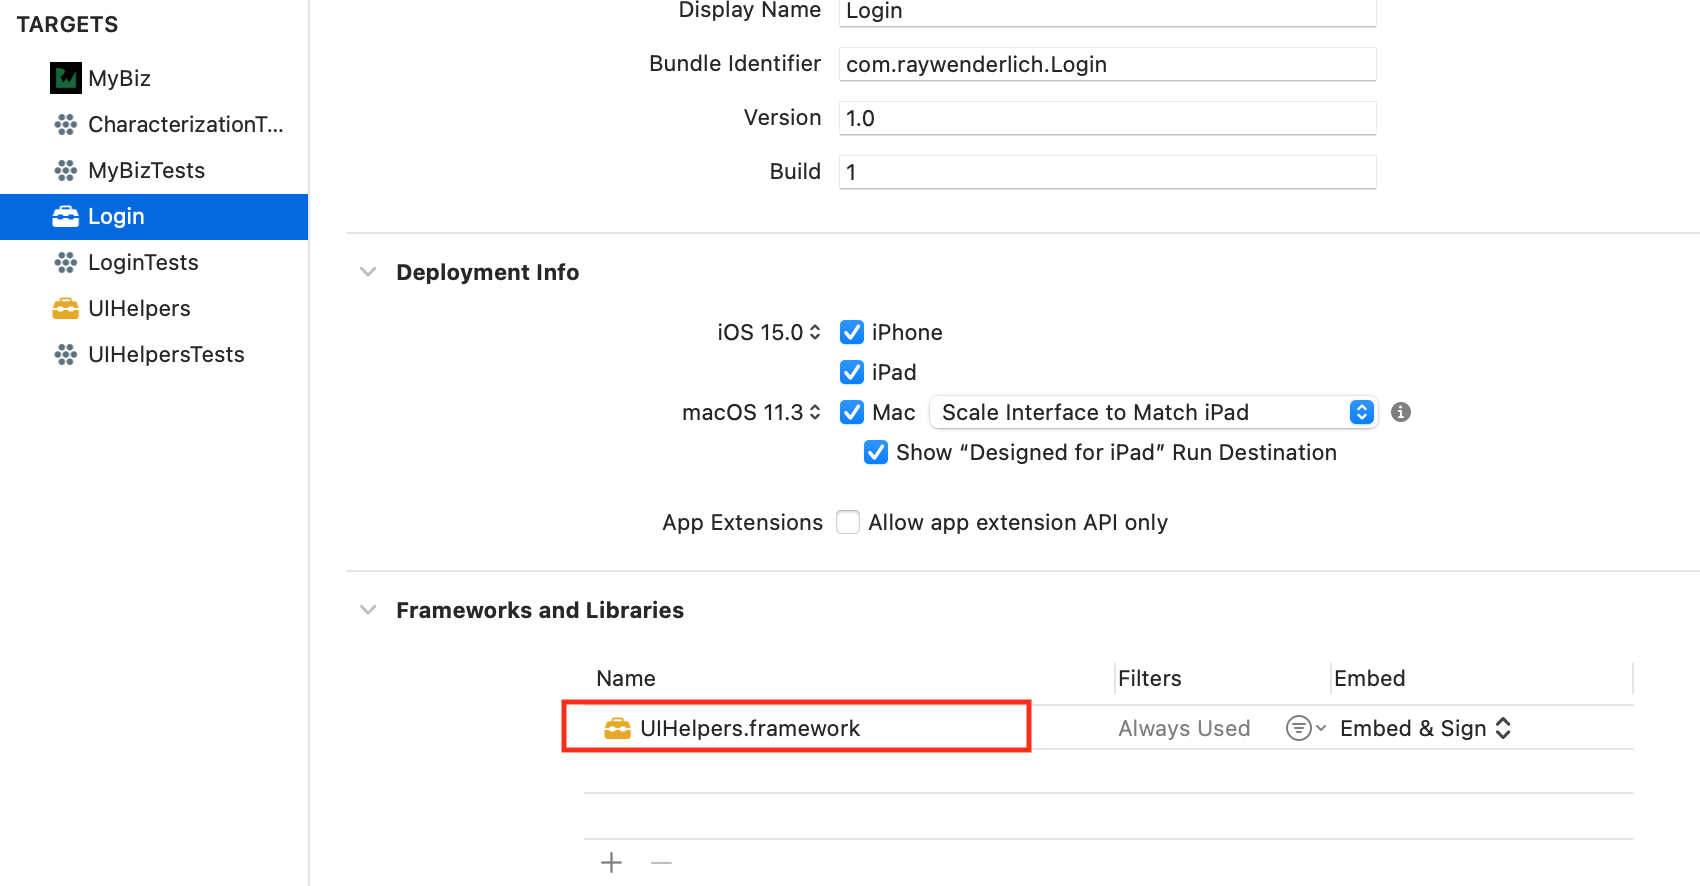 TARGETS
MyBiz
CharacterizationT...
MyBizTests
Login
LoginTests
UIHelpers
UIHelpersTests
Display Name Login
Bundle Identifier com.raywenderlich.Login
Version 1.0
Build 1
Deployment Info
iOS 15.0 iPhone
iPad
macOS 11.3 Mac Scale Interface to Match iPad
Show “Designed for iPad” Run Destination
App Extensions Allow app extension API only
Frameworks and Libraries
Name Filters Embed
UIHelpers.framework Always Used Embed & Sign